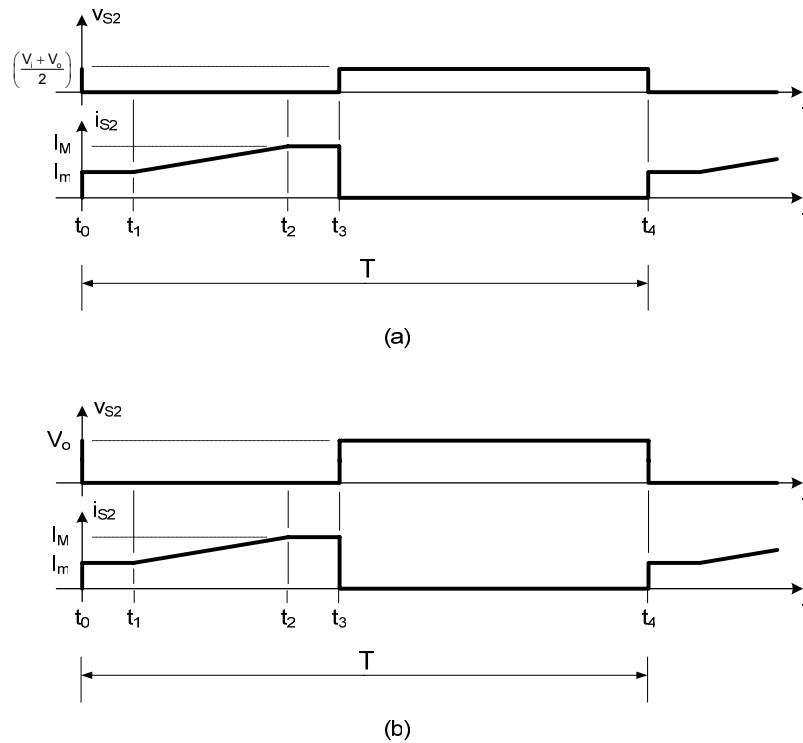 vS2
(Vi + Vo / 2)
iS2
IM
Im
t0 t1 t2 t3 t4
T
(a)
vS2
Vo
iS2
IM
Im
t0 t1 t2 t3 t4
T
(b)